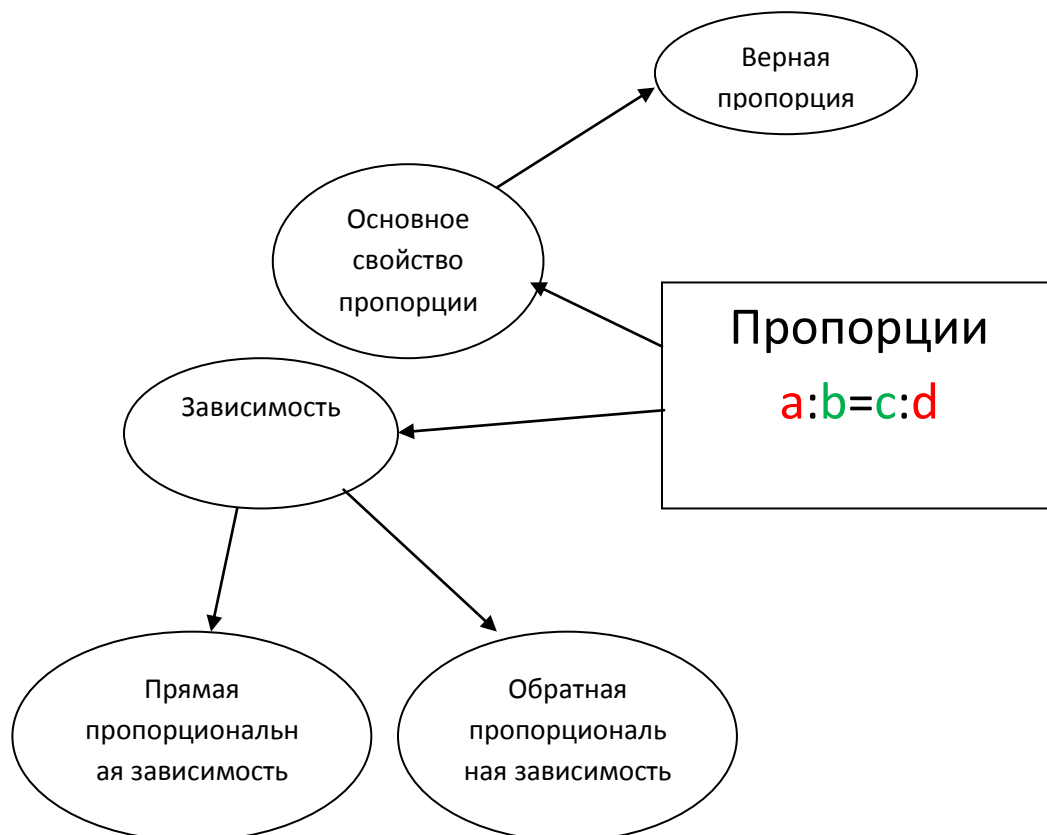 Верная
пропорция
Основное
свойство
пропорции
Пропорции
a:b=c:d
Зависимость
Прямая
пропорциональн
ая зависимость
Обратная
пропорциональ
ная зависимость